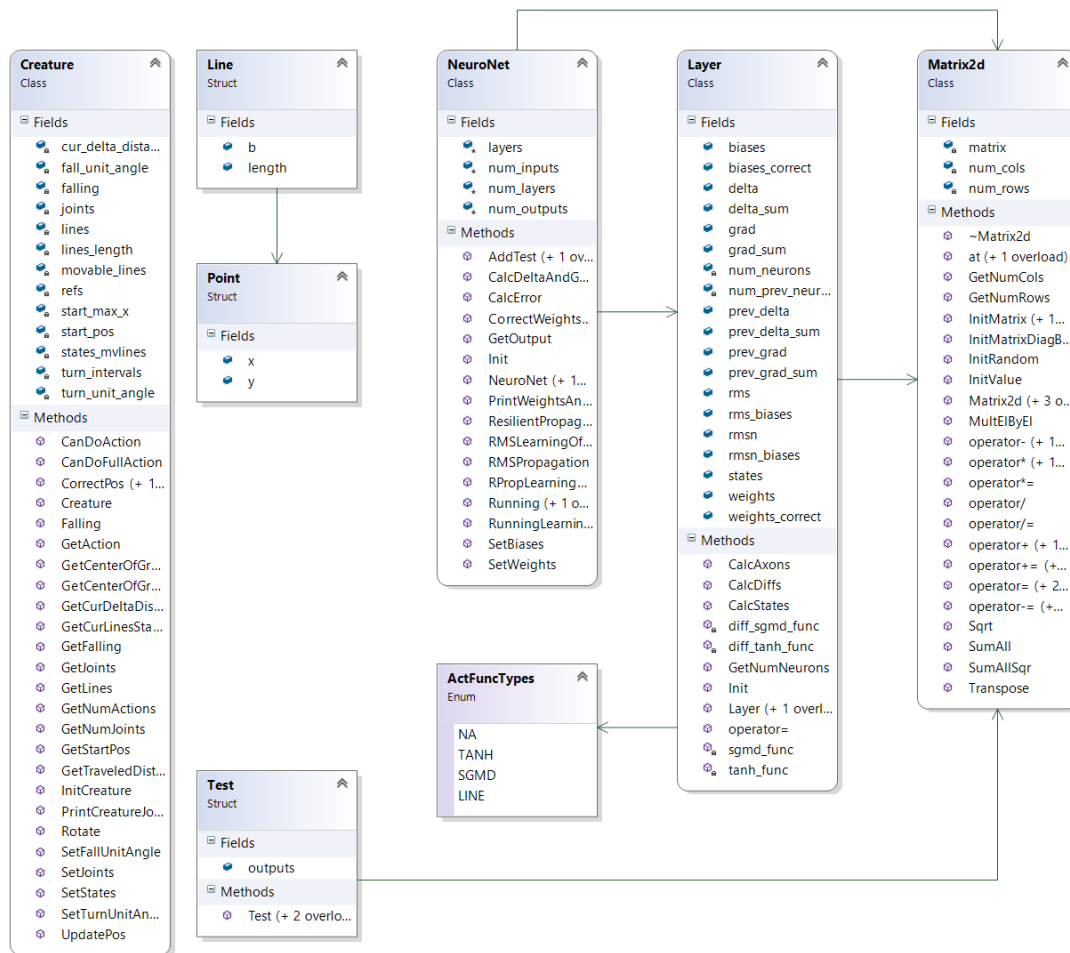 Creature
Class
Fields
cur_delta_dista...
fall_unit_angle
falling
joints
lines
lines_length
movable_lines
refs
start_max_x
start_pos
states_mvlines
turn_intervals
turn_unit_angle
Methods
CanDoAction
CanDoFullAction
CorrectPos (+ 1...
Creature
Falling
GetAction
GetCenterOfGr...
GetCenterOfGr...
GetCurDeltaDis...
GetCurLinesSta...
GetFalling
GetJoints
GetLines
GetNumActions
GetNumJoints
GetStartPos
GetTraveledDist...
InitCreature
PrintCreatureJo...
Rotate
SetFallUnitAngle
SetJoints
SetStates
SetTurnUnitAn...
UpdatePos
Line
Struct
Fields
b
length
Point
Struct
Fields
x
y
Test
Struct
Fields
outputs
Methods
Test (+ 2 overlo...
NeuroNet
Class
Fields
layers
num_inputs
num_layers
num_outputs
Methods
AddTest (+ 1 ov...
CalcDeltaAndG...
CalcError
CorrectWeights...
GetOutput
Init
NeuroNet (+ 1...
PrintWeightsAn...
ResilientPropag...
RMSLearningOf...
RMSPropagation
RPropLearning...
Running (+ 1 o...
RunningLearnin...
SetBiases
SetWeights
ActFuncTypes
Enum
NA
TANH
SGMD
LINE
Layer
Class
Fields
biases
biases_correct
delta
delta_sum
grad
grad_sum
num_neurons
num_prev_neur...
prev_delta
prev_delta_sum
prev_grad
prev_grad_sum
rms
rms_biases
rmsn
rmsn_biases
states
weights
weights_correct
Methods
CalcAxons
CalcDiffs
CalcStates
diff_sgmd_func
diff_tanh_func
GetNumNeurons
Init
Layer (+ 1 overl...
operator=
sgmd_func
tanh_func
Matrix2d
Class
Fields
matrix
num_cols
num_rows
Methods
~Matrix2d
at (+ 1 overload)
GetNumCols
GetNumRows
InitMatrix (+ 1...
InitMatrixDiagB...
InitRandom
InitValue
Matrix2d (+ 3 o...
MultElByEl
operator- (+ 1...
operator* (+ 1...
operator*=
operator/
operator/=
operator+ (+ 1...
operator+= (+...
operator= (+ 2...
operator-= (+...
Sqrt
SumAll
SumAllSqr
Transpose